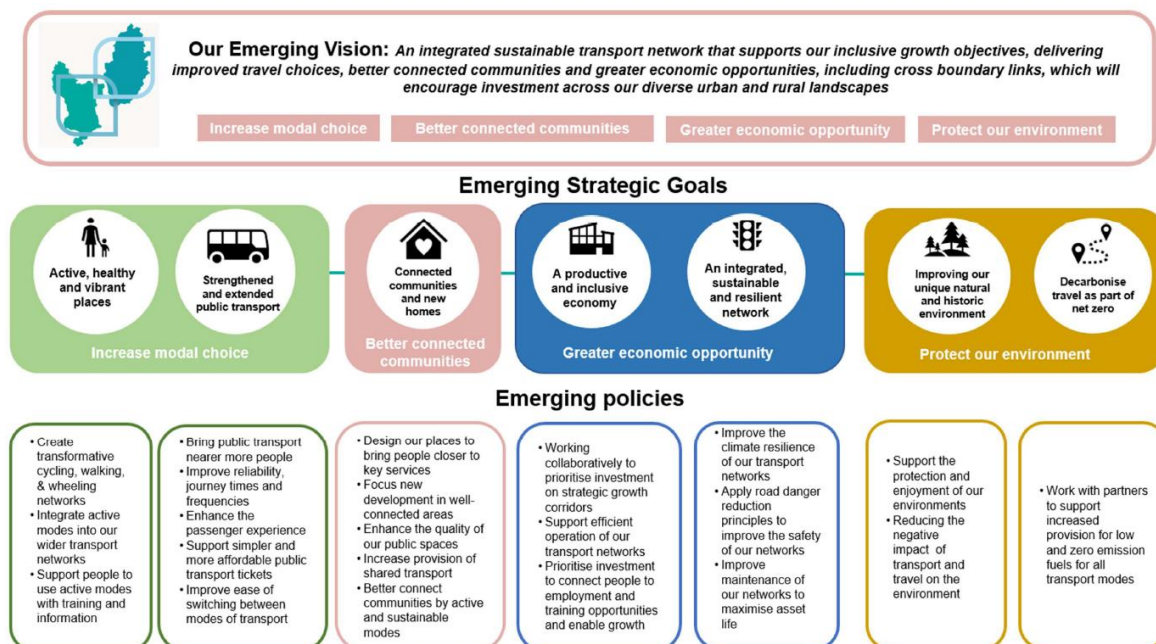 Our Emerging Vision: An integrated sustainable transport network that supports our inclusive growth objectives, delivering
improved travel choices, better connected communities and greater economic opportunities, including cross boundary links, which will
encourage investment across our diverse urban and rural landscapes
Increase modal choice
Better connected communities
Greater economic opportunity
Protect our environment
Emerging Strategic Goals
Active, healthy
and vibrant
places
Strengthened
and extended
public transport
Increase modal choice
Connected
communities
and new
homes
Better connected
communities
A productive
and inclusive
economy
An integrated,
sustainable
and resilient
network
Greater economic opportunity
Improving our
unique natural
and historic
environment
Decarbonise
travel as part of
net zero
Protect our environment
Emerging policies
• Create
transformative
cycling, walking,
& wheeling
networks
• Integrate active
modes into our
wider transport
networks
• Support people to
use active modes
with training and
information
• Bring public transport
nearer more people
• Improve reliability,
journey times and
frequencies
• Enhance the
passenger experience
• Support simpler and
more affordable public
transport tickets
• Improve ease of
switching between
modes of transport
• Design our places to
bring people closer to
key services
• Focus new
development in well-
connected areas
• Enhance the quality of
our public spaces
• Increase provision of
shared transport
• Better connect
communities by active
and sustainable
modes
• Working
collaboratively to
prioritise investment
on strategic growth
corridors
• Support efficient
operation of our
transport networks
• Prioritise investment
to connect people to
employment and
training opportunities
and enable growth
• Improve the
climate resilience
of our transport
networks
• Apply road danger
reduction
principles to
improve the safety
of our networks
• Improve
maintenance of
our networks to
maximise asset
life
• Support the
protection and
enjoyment of our
environments
• Reducing the
negative
impact of
transport and
travel on the
environment
• Work with partners
to support
increased
provision for low
and zero emission
fuels for all
transport modes